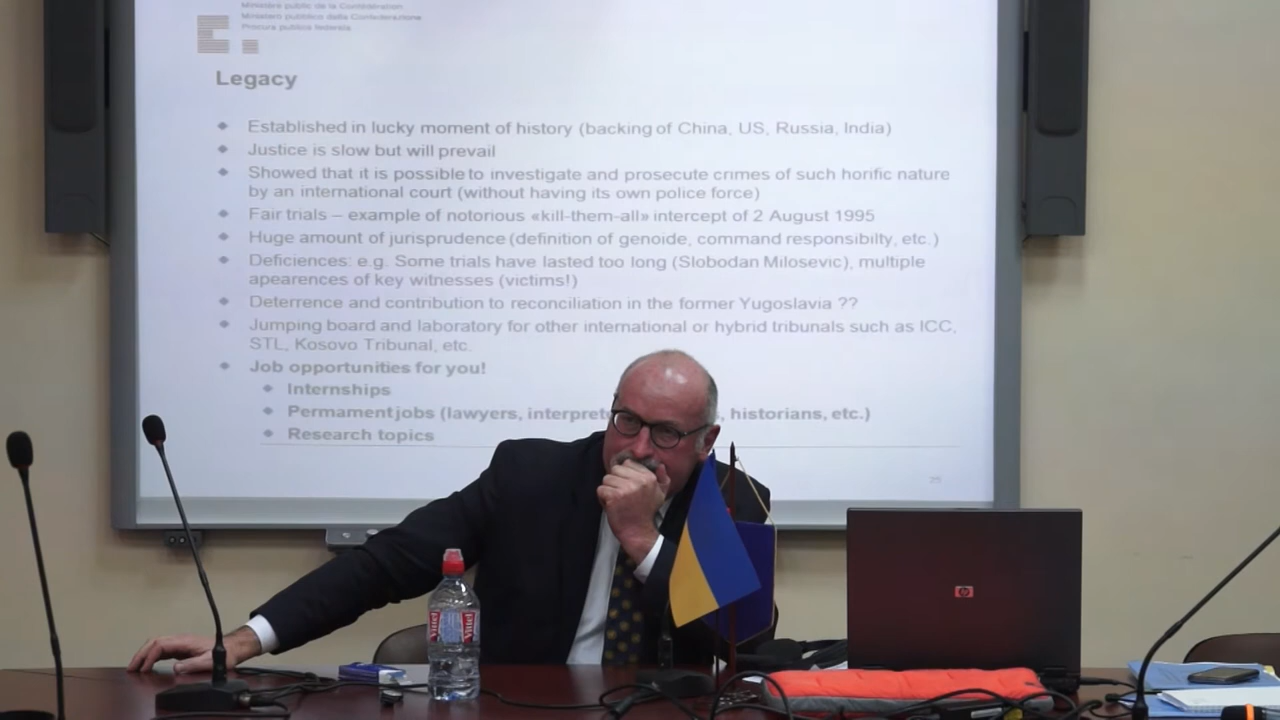 Ministère public de la Confédération
Ministero pubblico della Confederazione
Procura publica federala
Legacy
Established in lucky moment of history (backing of China, US, Russia, India)
Justice is slow but will prevail
Showed that it is possible to investigate and prosecute crimes of such horific nature
by an international court (without having its own police force)
Fair trials – example of notorious «kill-them-all» intercept of 2 August 1995
Huge amount of jurisprudence (definition of genoide, command responsibilty, etc.)
Deficiences: e.g. Some trials have lasted too long (Slobodan Milosevic), multiple
apearences of key witnesses (victims!)
Deterrence and contribution to reconciliation in the former Yugoslavia ??
Jumping board and laboratory for other international or hybrid tribunals such as ICC,
STL, Kosovo Tribunal, etc.
Job opportunities for you!
Internships
Permament jobs (lawyers, historians, etc.)
Research topics
25
Vittel
hp